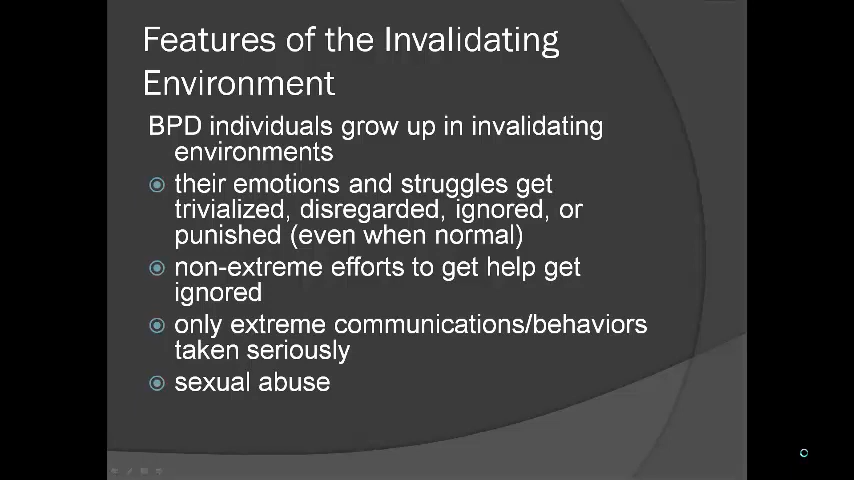 Features of the Invalidating
Environment
BPD individuals grow up in invalidating
environments
their emotions and struggles get
trivialized, disregarded, ignored, or
punished (even when normal)
non-extreme efforts to get help get
ignored
only extreme communications/behaviors
taken seriously
sexual abuse